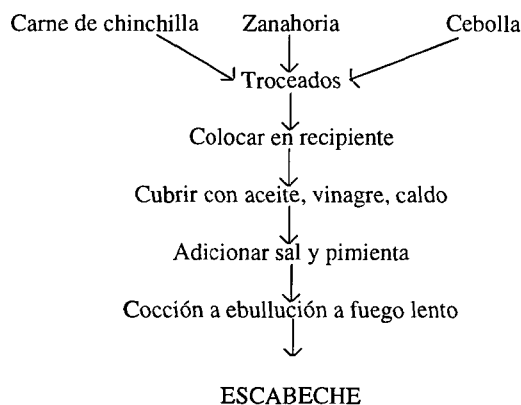 Carne de chinchilla Zanahoria Cebolla
Troceados
Colocar en recipiente
Cubrir con aceite, vinagre, caldo
Adicionar sal y pimienta
Cocción a ebullución a fuego lento
ESCABECHE